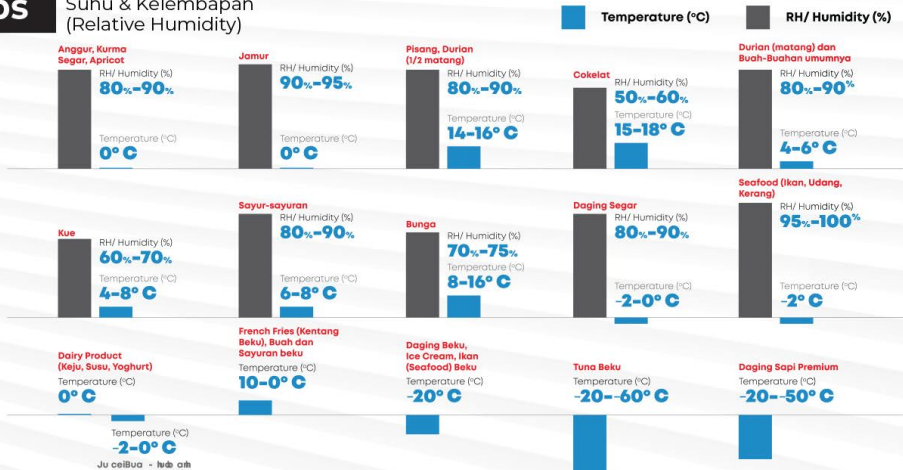 Suhu & Kelembapan
(Relative Humidity)
Temperature (°C)
RH/ Humidity (%)
Anggur, Kurma
Segar, Apricot
RH/ Humidity (%)
80%-90%
Temperature (°C)
0° C
Jamur
RH/ Humidity (%)
90%-95%
Temperature (°C)
0° C
Pisang, Durian
(1/2 matang)
RH/ Humidity (%)
80%-90%
Temperature (°C)
14-16° C
Cokelat
RH/ Humidity (%)
50%-60%
Temperature (°C)
15-18° C
Durian (matang) dan
Buah-Buahan umumnya
RH/ Humidity (%)
80%-90%
Temperature (°C)
4-6° C
Kue
RH/ Humidity (%)
60%-70%
Temperature (°C)
4-8° C
Sayur-sayuran
RH/ Humidity (%)
80%-90%
Temperature (°C)
6-8° C
Bunga
RH/ Humidity (%)
70%-75%
Temperature (°C)
8-16° C
Daging Segar
RH/ Humidity (%)
80%-90%
Temperature (°C)
-2-0° C
Seafood (Ikan, Udang,
Kerang)
RH/ Humidity (%)
95%-100%
Temperature (°C)
-2° C
Dairy Product
(Keju, Susu, Yoghurt)
Temperature (°C)
0° C
Temperature (°C)
-2-0° C
French Fries (Kentang
Beku), Buah dan
Sayuran beku
Temperature (°C)
10-0° C
Daging Beku,
Ice Cream, Ikan
(Seafood) Beku
Temperature (°C)
-20° C
Tuna Beku
Temperature (°C)
-20--60° C
Daging Sapi Premium
Temperature (°C)
-20--50° C